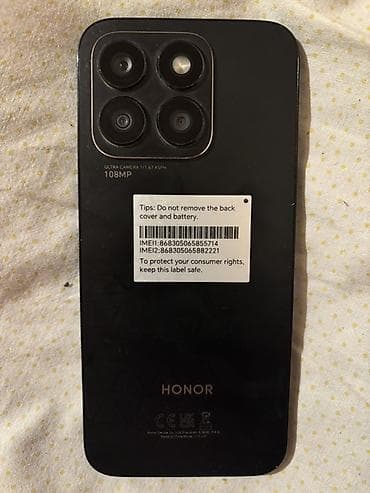 108MP
Tips: Do not remove the back
cover and battery.
IMEI1:868305065855714
IMEI2:868305065882221
To protect your consumer rights,
keep this label safe.
HONOR
CE